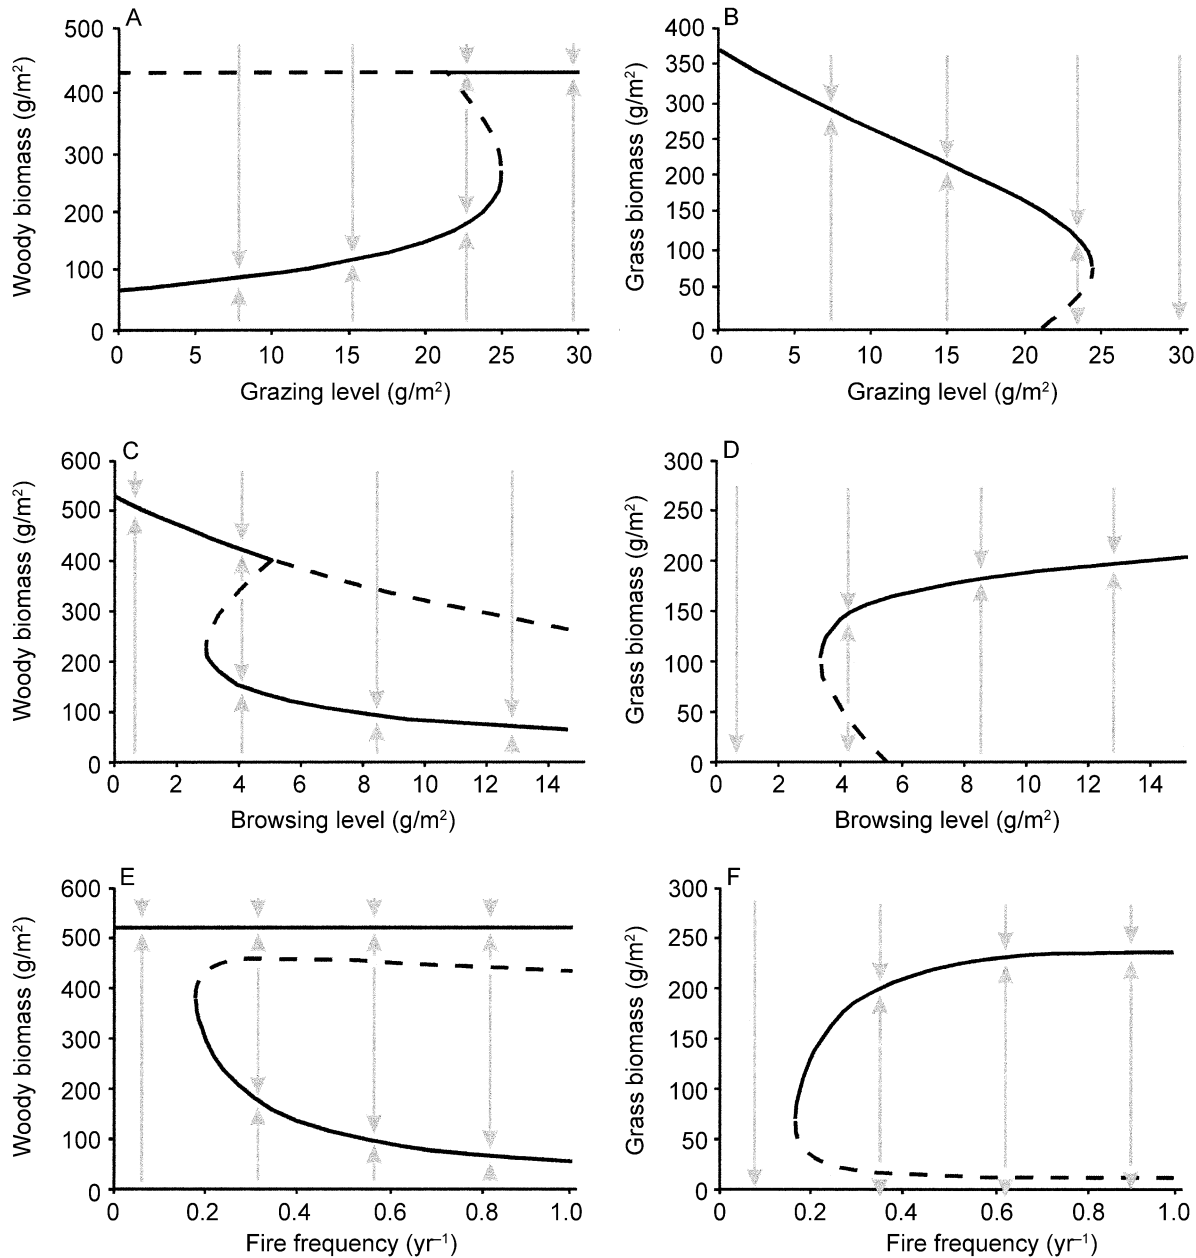 A
500
400
300
200
100
0
Woody biomass (g/m²)
0 5 10 15 20 25 30
Grazing level (g/m²)
B
400
350
300
250
200
150
100
50
0
Grass biomass (g/m²)
0 5 10 15 20 25 30
Grazing level (g/m²)
C
600
500
400
300
200
100
0
Woody biomass (g/m²)
0 2 4 6 8 10 12 14
Browsing level (g/m²)
D
300
250
200
150
100
50
0
Grass biomass (g/m²)
0 2 4 6 8 10 12 14
Browsing level (g/m²)
E
600
500
400
300
200
100
0
Woody biomass (g/m²)
0 0.2 0.4 0.6 0.8 1.0
Fire frequency (yr⁻¹)
F
300
250
200
150
100
50
0
Grass biomass (g/m²)
0 0.2 0.4 0.6 0.8 1.0
Fire frequency (yr⁻¹)